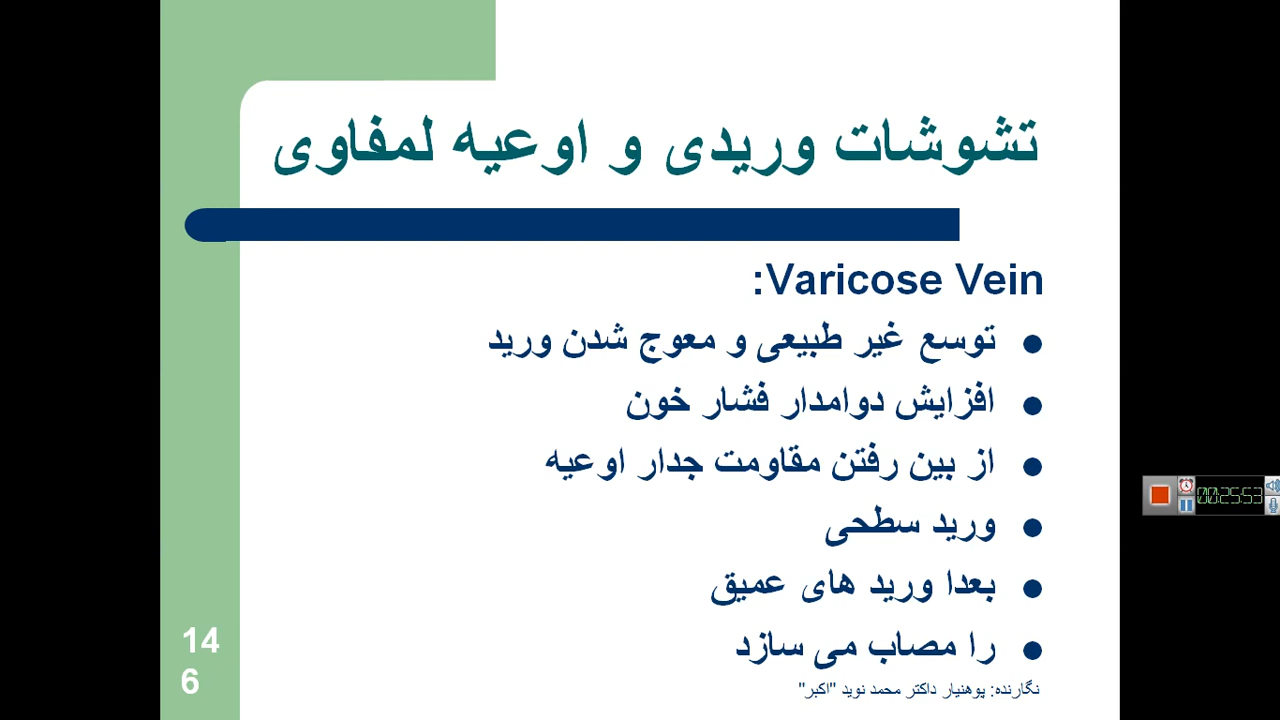 تشوشات وریدی و اوعیه لمفاوی
Varicose Vein:
● توسع غیر طبیعی و معوج شدن ورید
● افزایش دوامدار فشار خون
● از بین رفتن مقاومت جدار اوعیه
● ورید سطحی
● بعدا ورید های عمیق
● را مصاب می سازد
نگارنده: پوهنیار داکتر محمد نوید "اکبر"
14
6
00:25:53